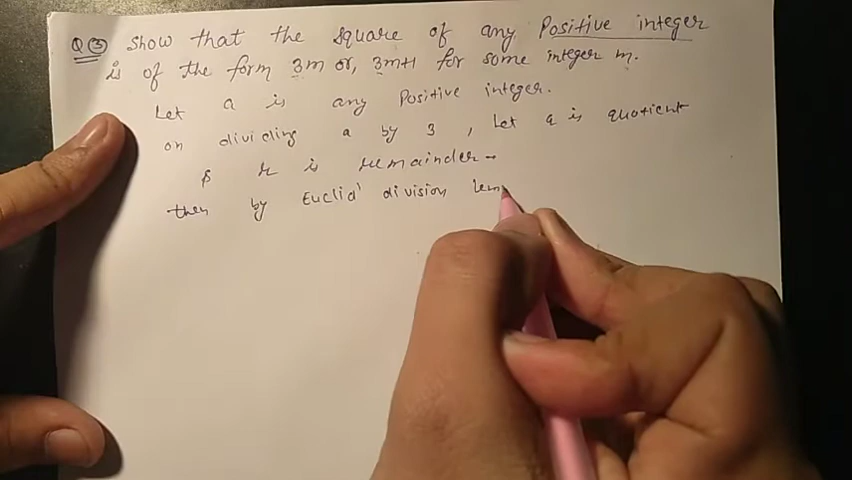 Q③ Show that the square of any Positive integer
is of the form 3m or, 3m+1 for some integer m.
Let a is any Positive integer.
on dividing a by 3, Let q is quotient
& r is remainder.
then by Euclid' division lem